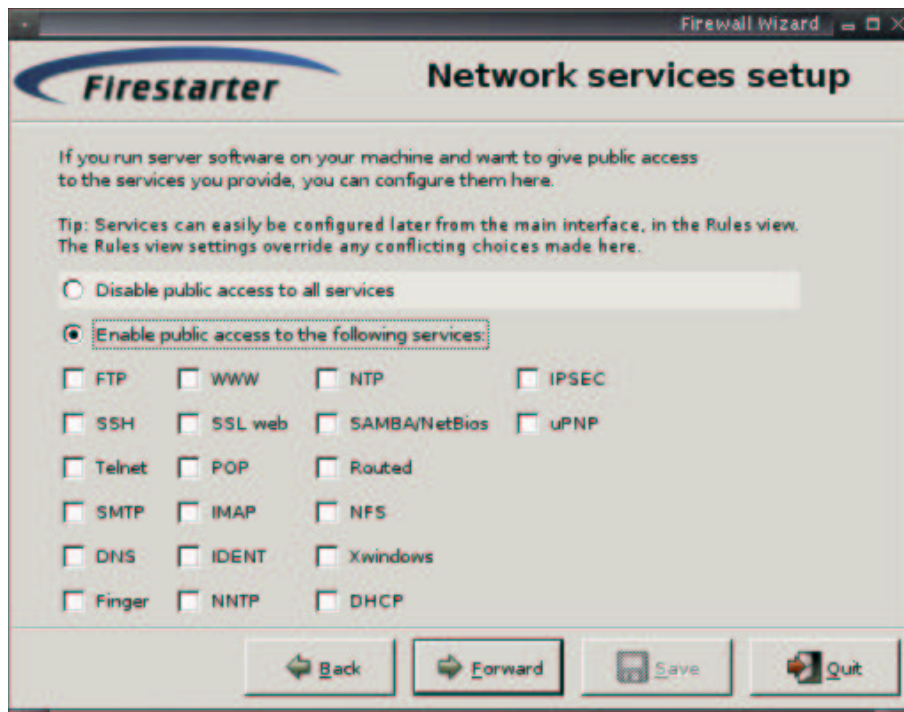 Firewall Wizard
Firestarter
Network services setup
If you run server software on your machine and want to give public access
to the services you provide, you can configure them here.
Tip: Services can easily be configured later from the main interface, in the Rules view.
The Rules view settings override any conflicting choices made here.
Disable public access to all services
Enable public access to the following services:
FTP WWW NTP IPSEC
SSH SSL web SAMBA/NetBios uPNP
Telnet POP Routed
SMTP IMAP NFS
DNS IDENT Xwindows
Finger NNTP DHCP
Back Forward Save Quit